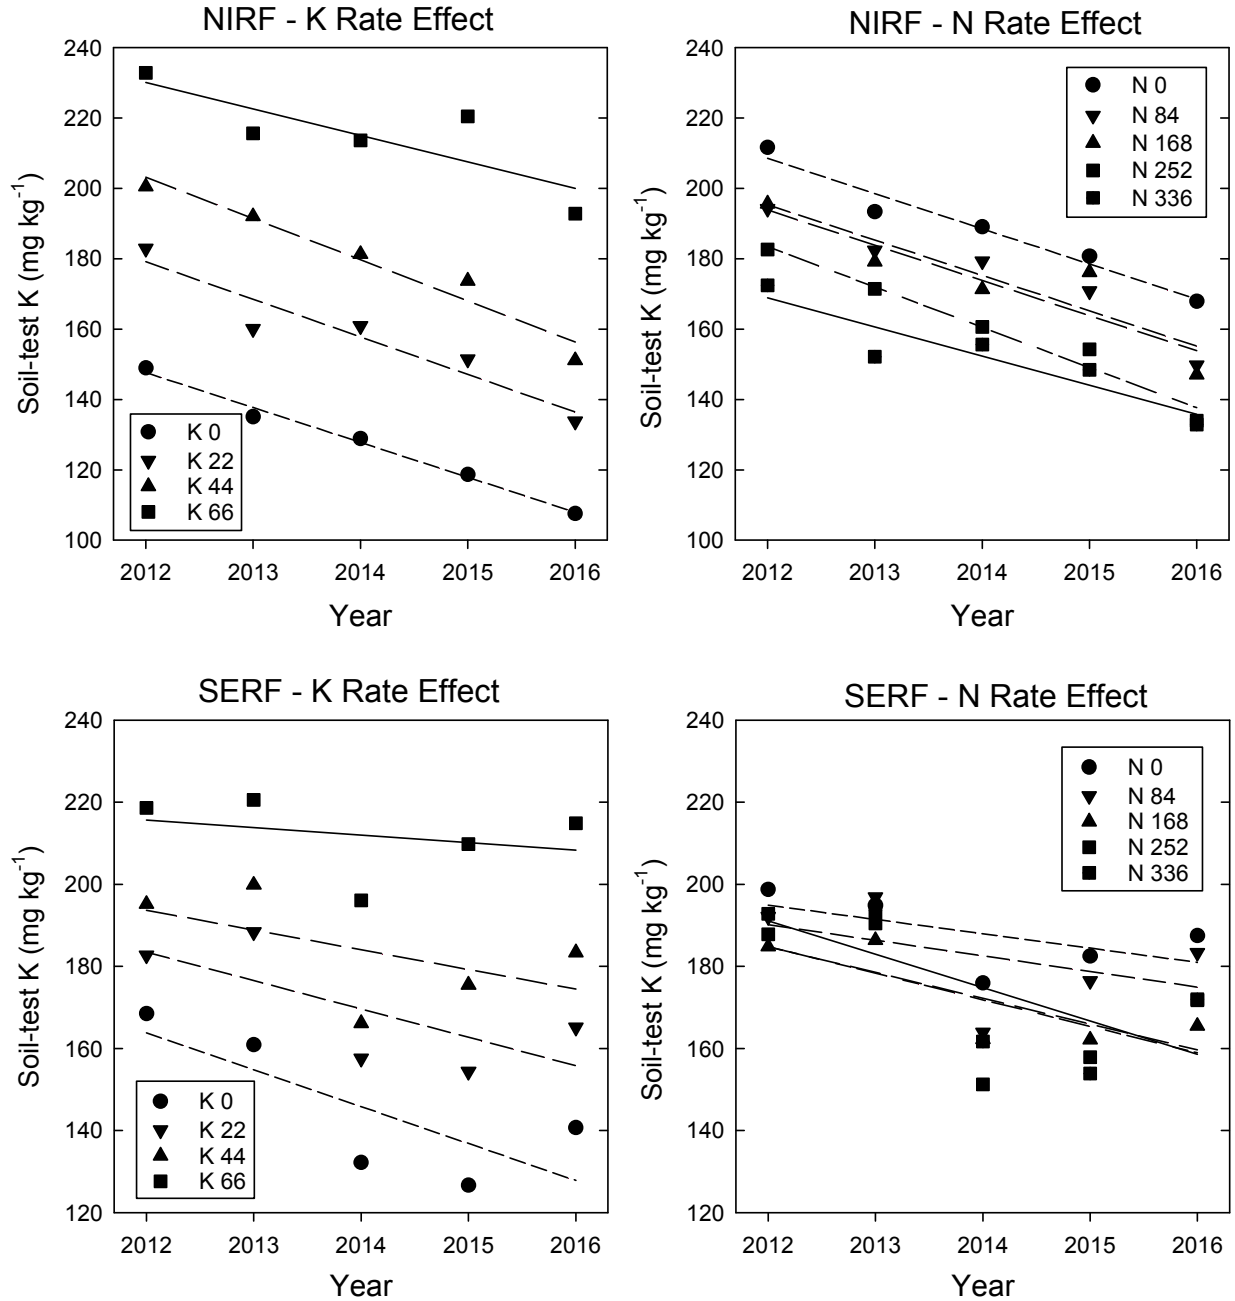 NIRF - K Rate Effect
240
220
200
180
160
140
120
100
Soil-test K (mg kg⁻¹)
K 0
K 22
K 44
K 66
2012 2013 2014 2015 2016
Year
NIRF - N Rate Effect
240
220
200
180
160
140
120
100
Soil-test K (mg kg⁻¹)
N 0
N 84
N 168
N 252
N 336
2012 2013 2014 2015 2016
Year
SERF - K Rate Effect
240
220
200
180
160
140
120
Soil-test K (mg kg⁻¹)
K 0
K 22
K 44
K 66
2012 2013 2014 2015 2016
Year
SERF - N Rate Effect
240
220
200
180
160
140
120
Soil-test K (mg kg⁻¹)
N 0
N 84
N 168
N 252
N 336
2012 2013 2014 2015 2016
Year